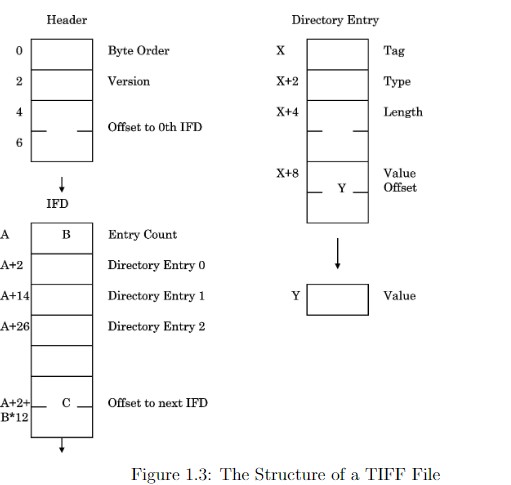 Header
0 Byte Order
2 Version
4
Offset to 0th IFD
6
IFD
A B Entry Count
A+2 Directory Entry 0
A+14 Directory Entry 1
A+26 Directory Entry 2
A+2+ C Offset to next IFD
B*12
Directory Entry
X Tag
X+2 Type
X+4 Length
X+8 Value
Y Offset
Y Value
Figure 1.3: The Structure of a TIFF File